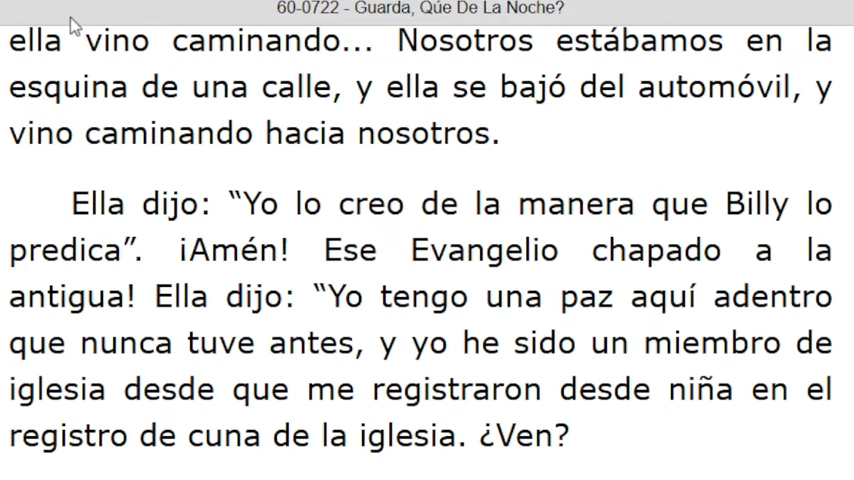 60-0722 - Guarda, Qúe De La Noche?
ella vino caminando... Nosotros estábamos en la
esquina de una calle, y ella se bajó del automóvil, y
vino caminando hacia nosotros.
Ella dijo: “Yo lo creo de la manera que Billy lo
predica”. ¡Amén! Ese Evangelio chapado a la
antigua! Ella dijo: “Yo tengo una paz aquí adentro
que nunca tuve antes, y yo he sido un miembro de
iglesia desde que me registraron desde niña en el
registro de cuna de la iglesia. ¿Ven?